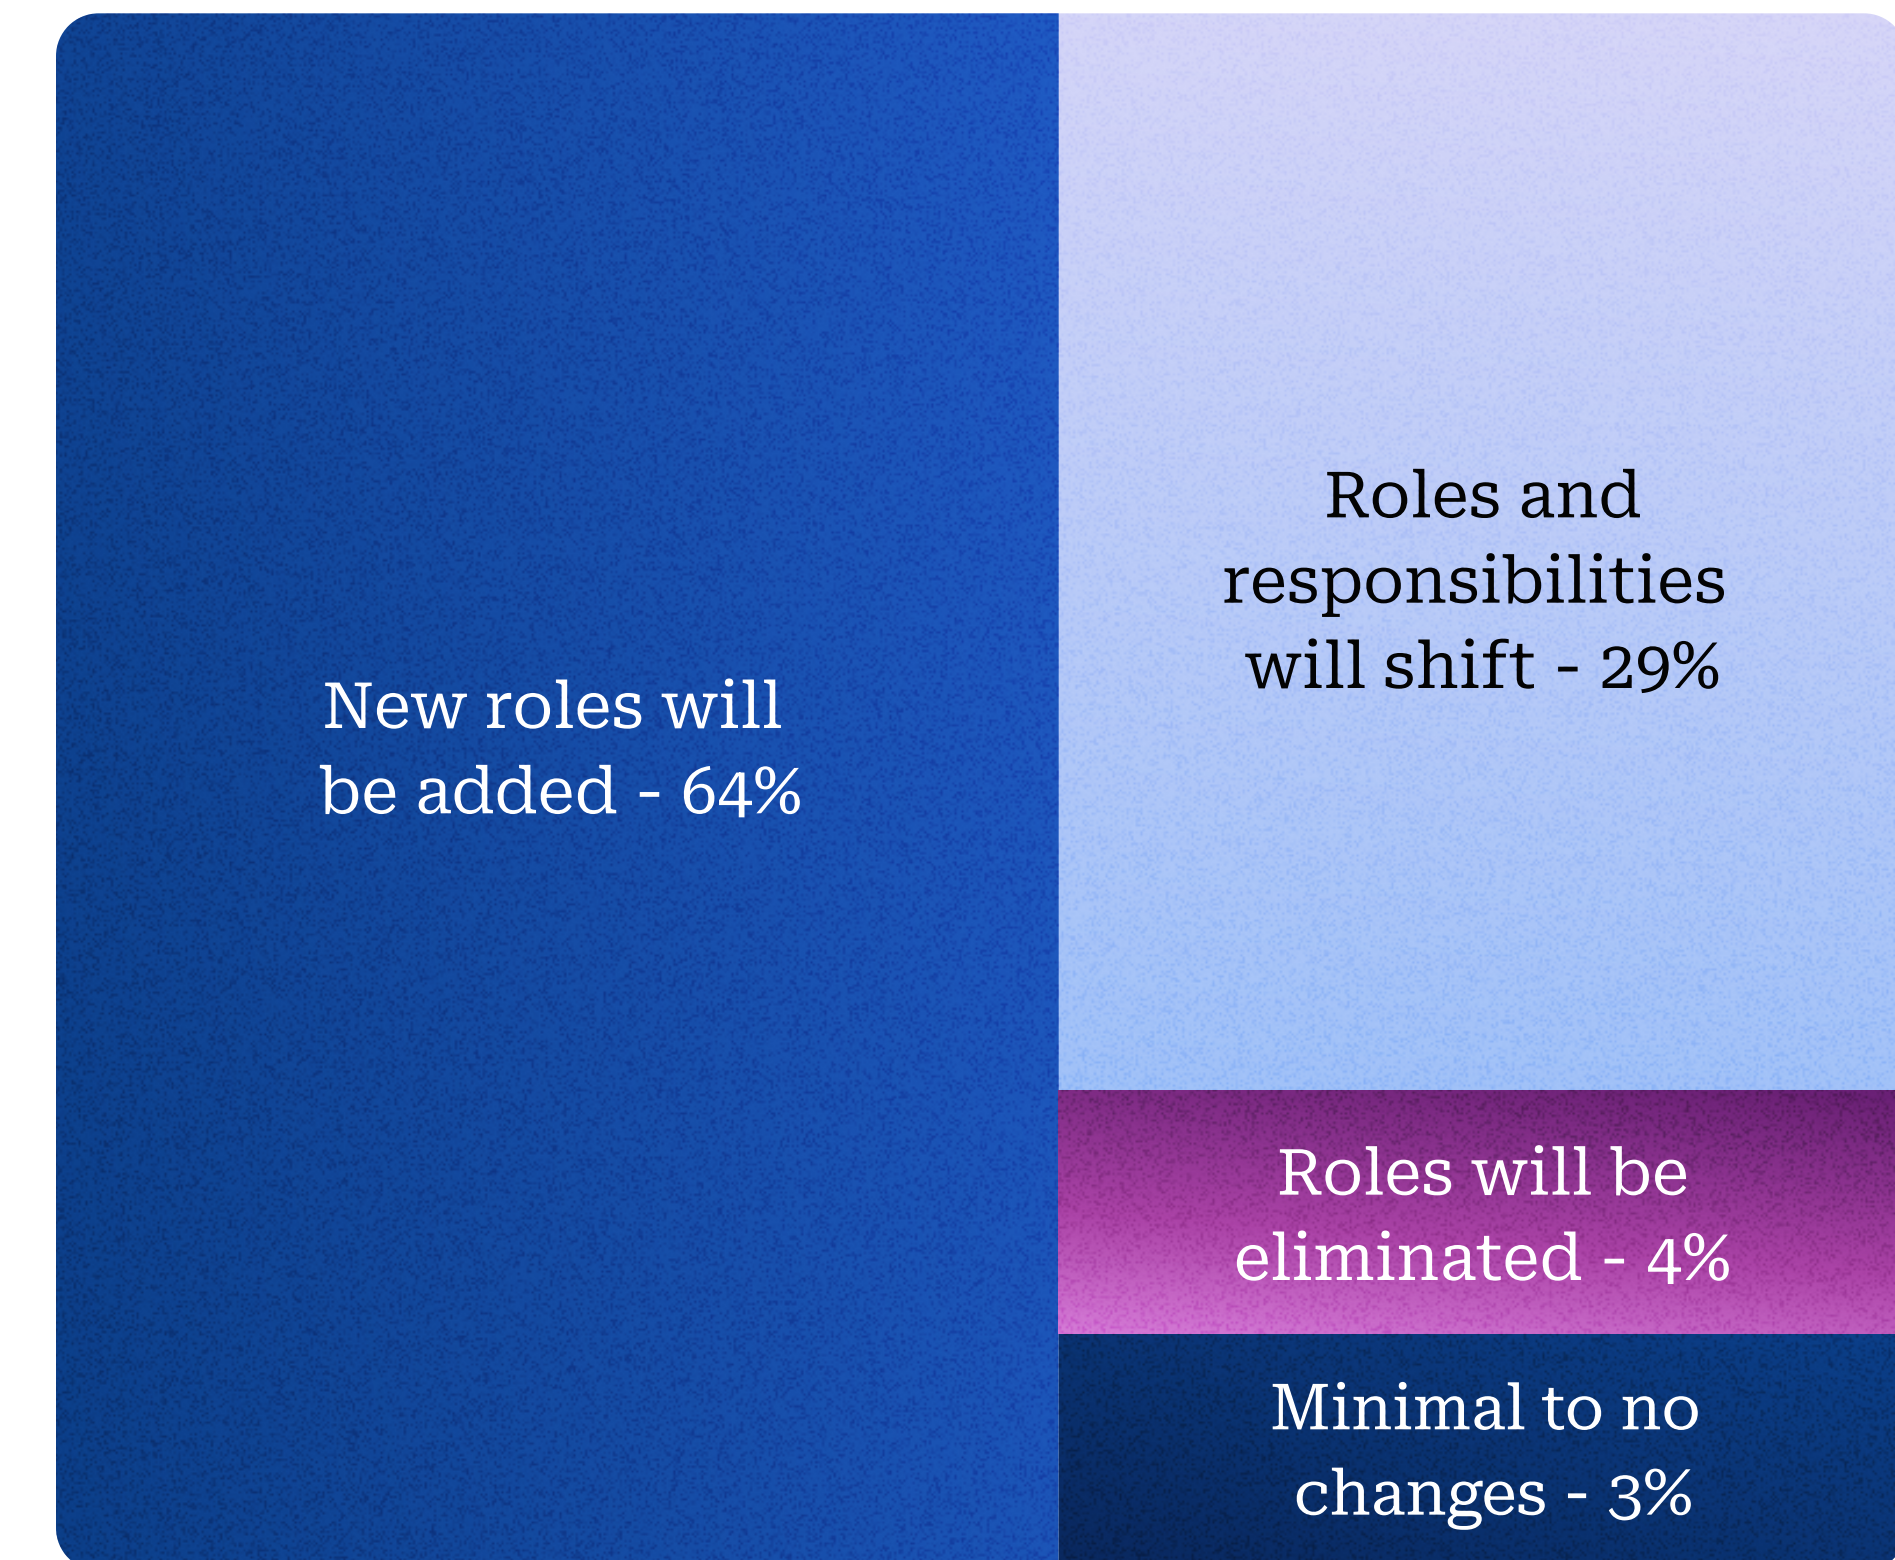 New roles will
be added - 64%
Roles and
responsibilities
will shift - 29%
Roles will be
eliminated - 4%
Minimal to no
changes - 3%